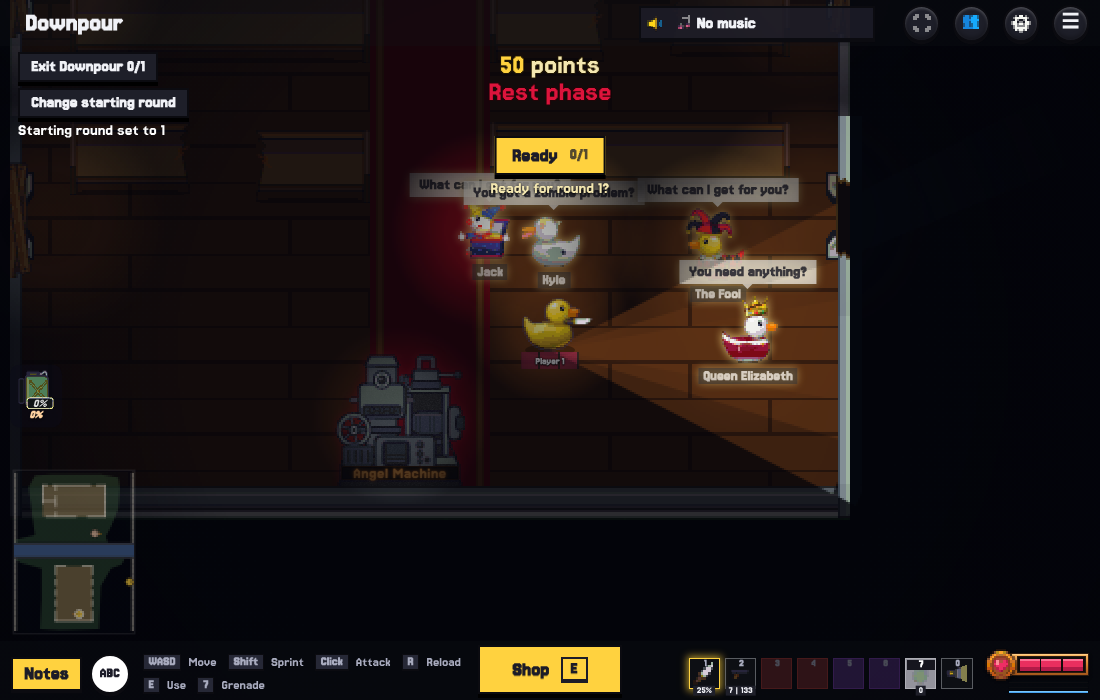 Downpour
No music
Exit Downpour 0/1
Change starting round
Starting round set to 1
50 points
Rest phase
Ready 0/1
Ready for round 1?
What can I get for you?
You need anything?
Jack
Kyle
The Fool
Player 1
Queen Elizabeth
0%
0%
Angel Machine
Notes
ABC
WASD Move Shift Sprint Click Attack R Reload
E Use 7 Grenade
Shop E
25%
2
7 | 133
3
4
5
6
7
0
0